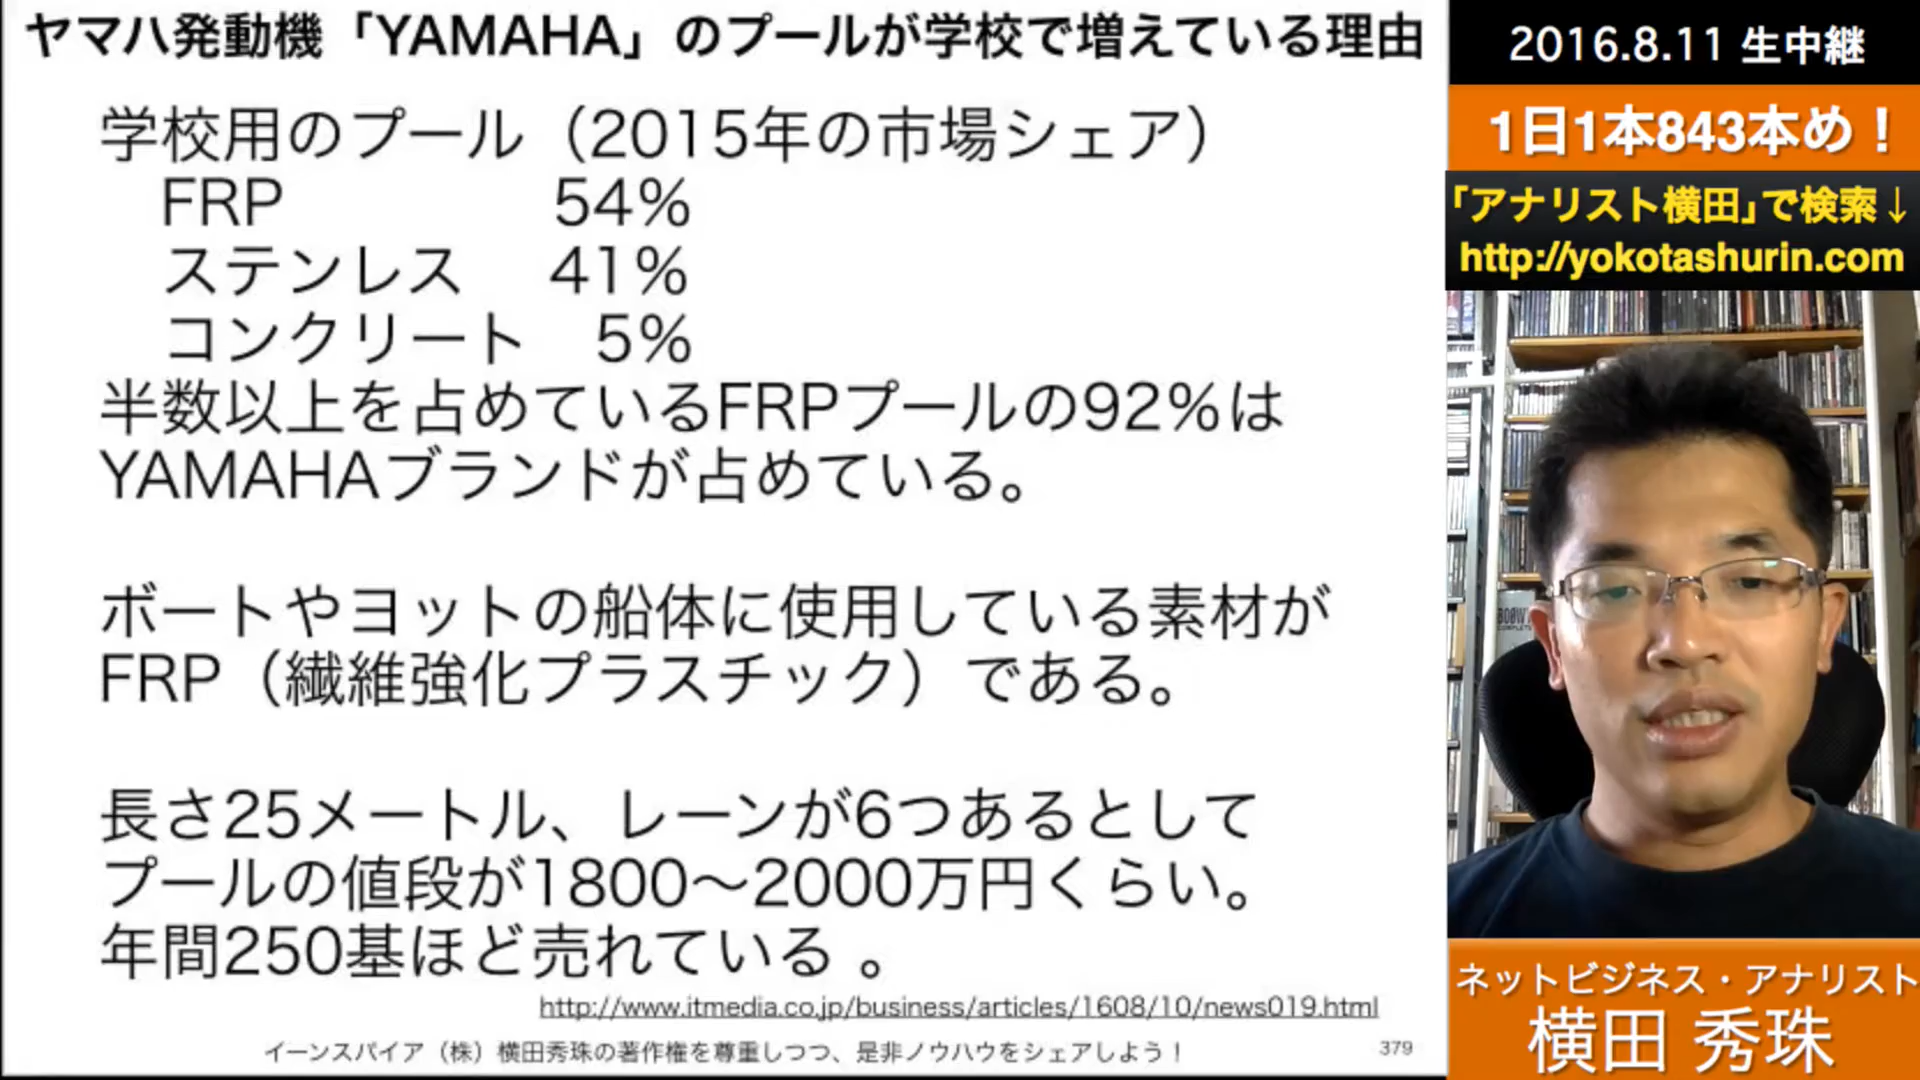 ヤマハ発動機「YAMAHA」のプールが学校で増えている理由
学校用のプール（2015年の市場シェア）
FRP 54%
ステンレス 41%
コンクリート 5%
半数以上を占めているFRPプールの92%は
YAMAHAブランドが占めている。
ボートやヨットの船体に使用している素材が
FRP（繊維強化プラスチック）である。
長さ25メートル、レーンが6つあるとして
プールの値段が1800〜2000万円くらい。
年間250基ほど売れている 。
http://www.itmedia.co.jp/business/articles/1608/10/news019.html
イーンスパイア（株）横田秀珠の著作権を尊重しつつ、是非ノウハウをシェアしよう！
379
2016.8.11 生中継
1日1本843本め！
「アナリスト横田」で検索↓
http://yokotashurin.com
ネットビジネス・アナリスト
横田 秀珠